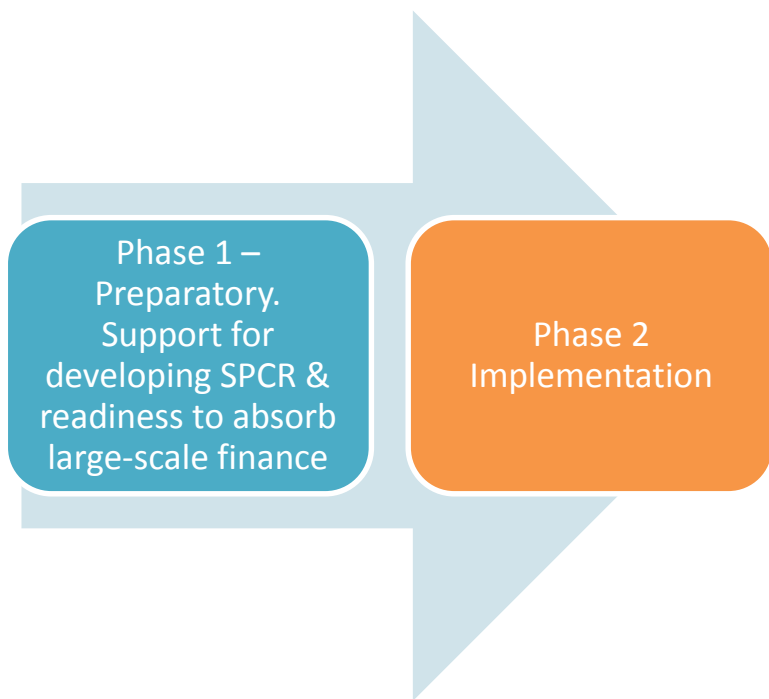 Phase 1 –
Preparatory.
Support for
developing SPCR &
readiness to absorb
large-scale finance
Phase 2
Implementation